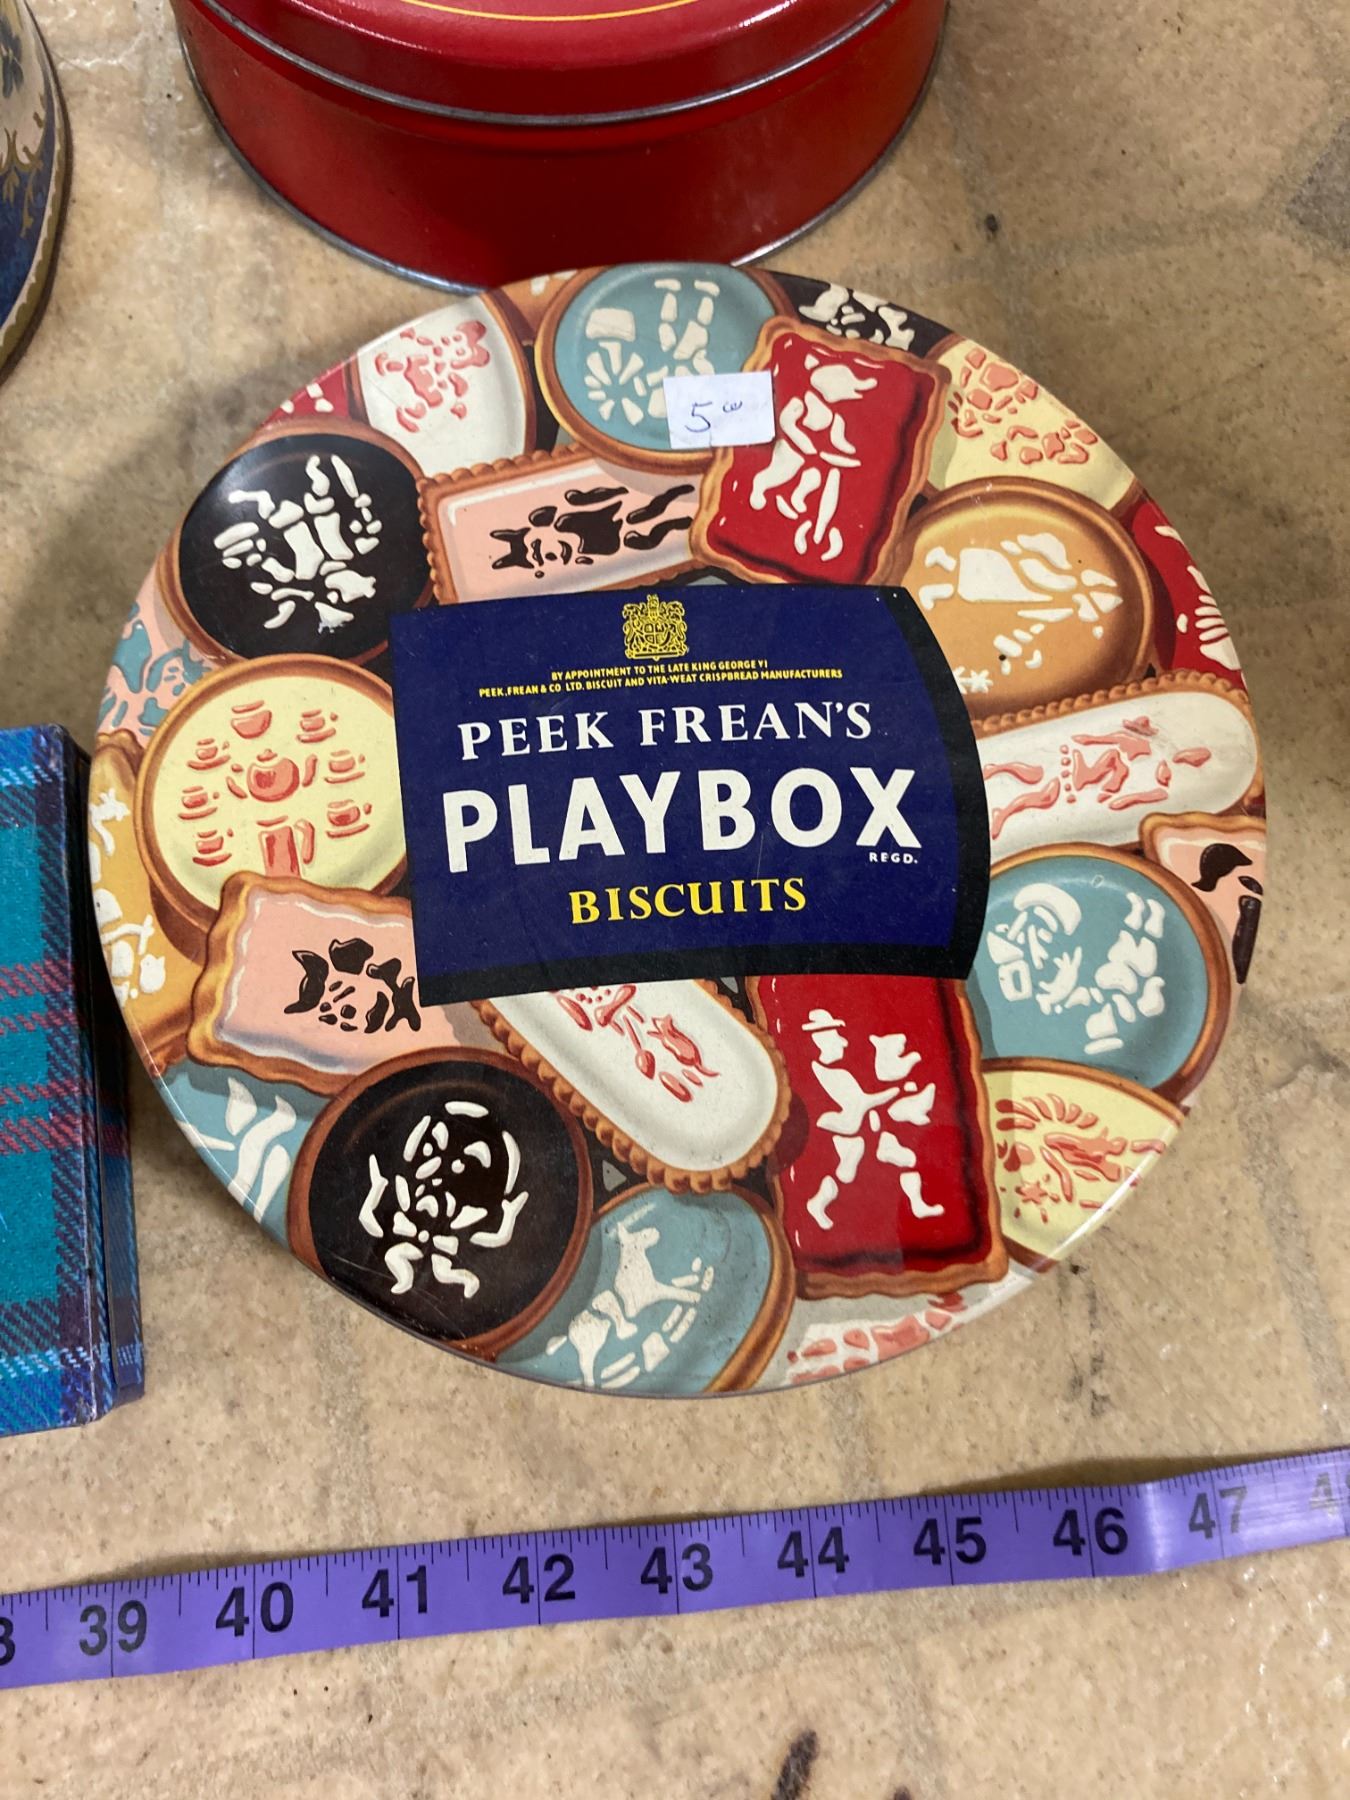 5 00
BY APPOINTMENT TO THE LATE KING GEORGE VI
PEEK, FREAN & CO LTD. BISCUIT AND VITA-WEAT CRISPBREAD MANUFACTURERS
PEEK FREAN'S
PLAYBOX
REGD.
BISCUITS
39 40 41 42 43 44 45 46 47